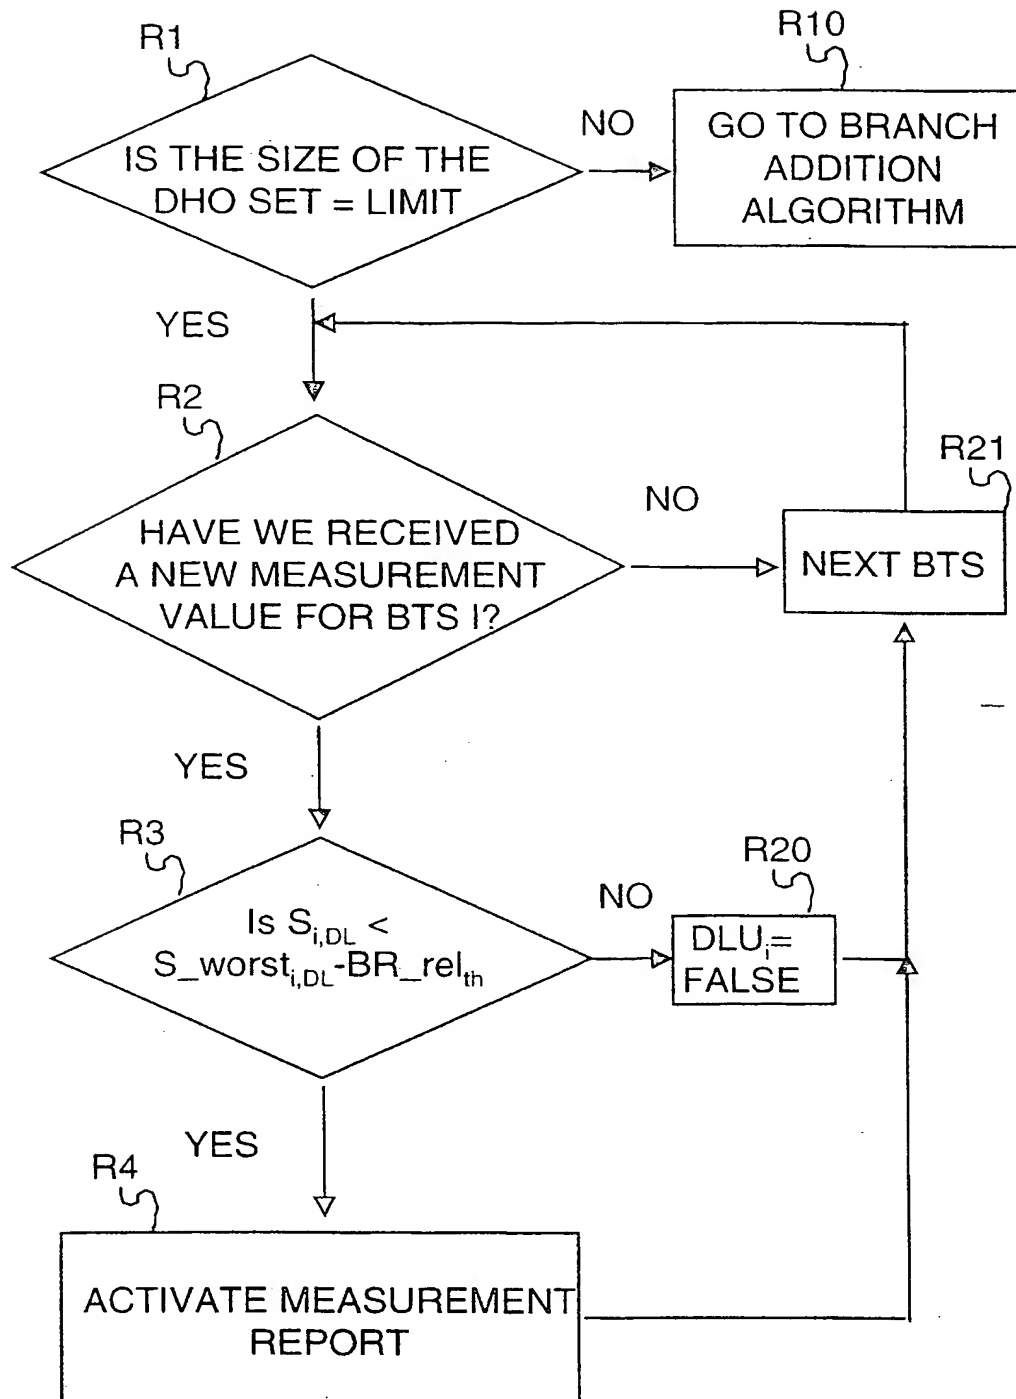 R1
R10
IS THE SIZE OF THE
DHO SET = LIMIT
NO
GO TO BRANCH
ADDITION
ALGORITHM
YES
R2
R21
HAVE WE RECEIVED
A NEW MEASUREMENT
VALUE FOR BTS I?
NO
NEXT BTS
YES
R3
R20
Is S_{i,DL} <
S_worst_{i,DL}-BR_rel_{th}
NO
DLU_i=
FALSE
YES
R4
ACTIVATE MEASUREMENT
REPORT